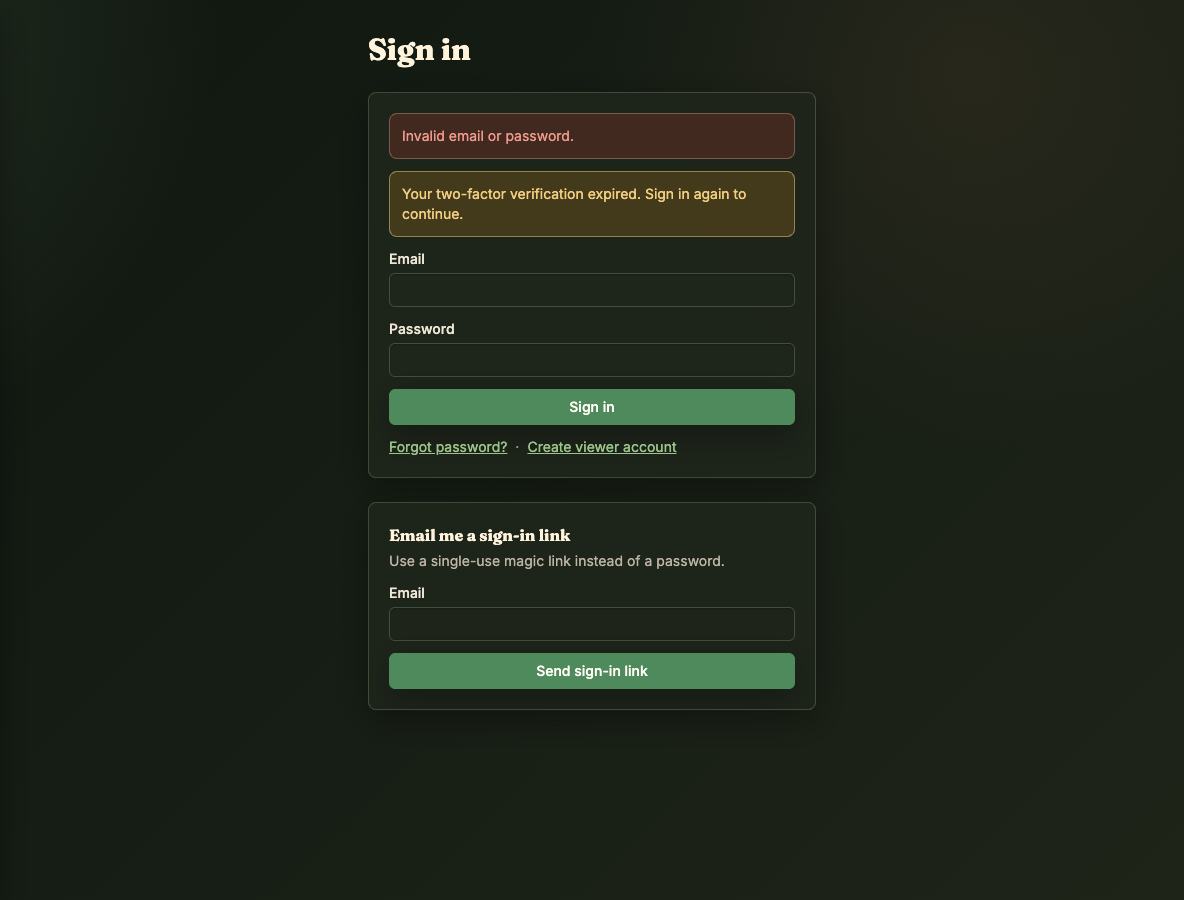 Sign in
Invalid email or password.
Your two-factor verification expired. Sign in again to
continue.
Email
Password
Sign in
Forgot password? · Create viewer account
Email me a sign-in link
Use a single-use magic link instead of a password.
Email
Send sign-in link